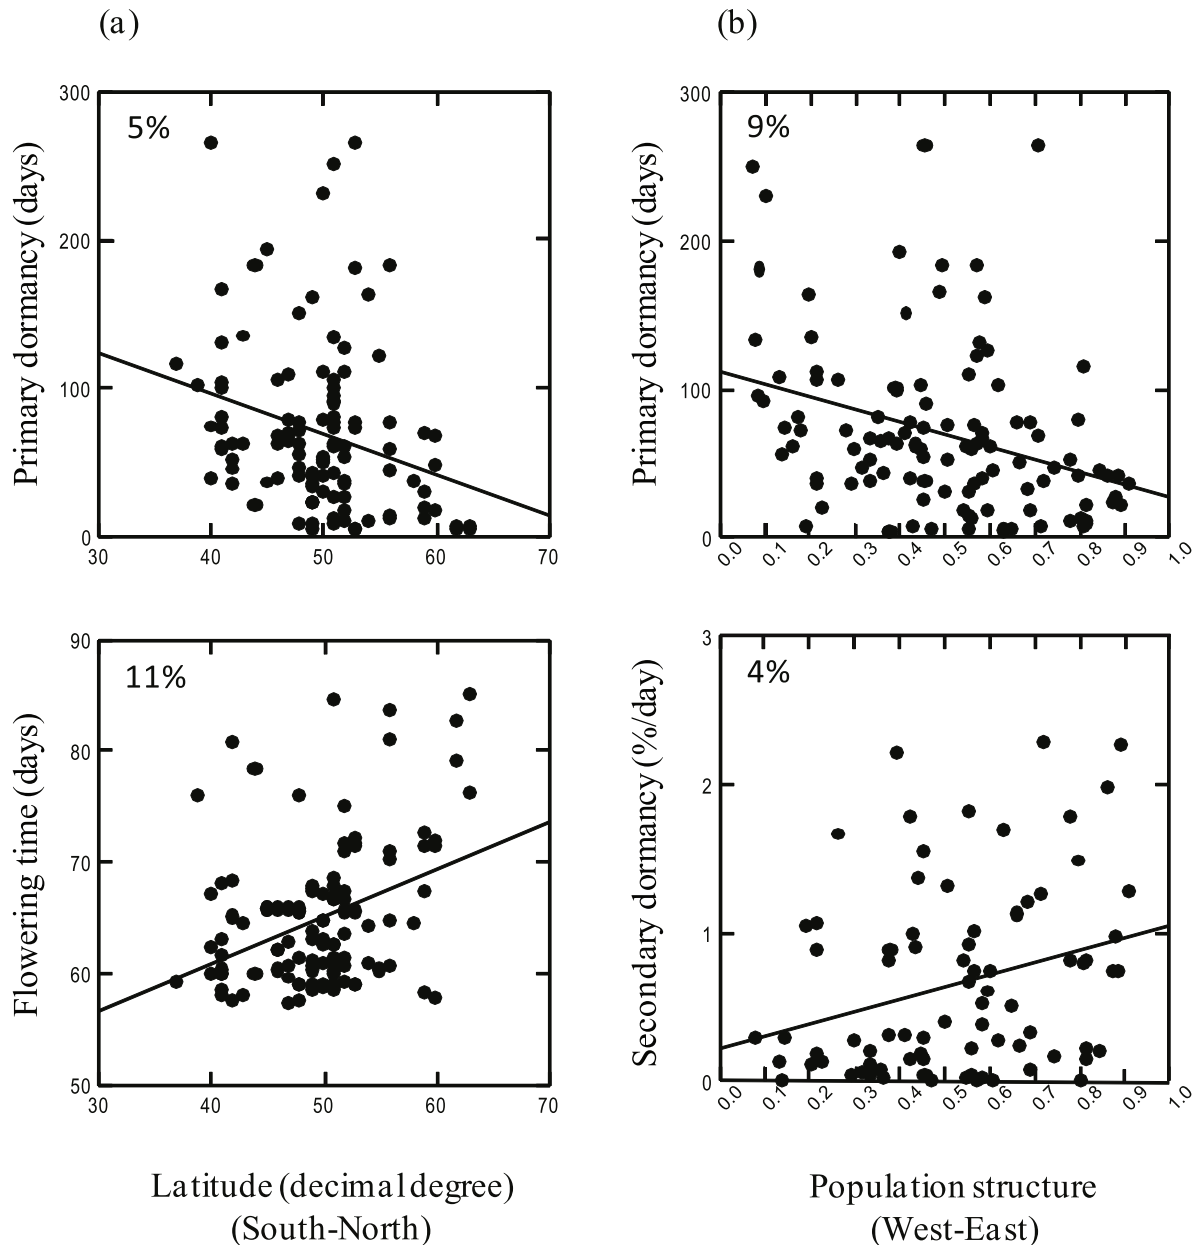 (a)
(b)
Primary dormancy (days)
300
200
100
0
5%
30 40 50 60 70
Primary dormancy (days)
300
200
100
0
9%
0.0 0.1 0.2 0.3 0.4 0.5 0.6 0.7 0.8 0.9 1.0
Flowering time (days)
90
80
70
60
50
11%
30 40 50 60 70
Secondary dormancy (%/day)
3
2
1
0
4%
0.0 0.1 0.2 0.3 0.4 0.5 0.6 0.7 0.8 0.9 1.0
Latitude (decimal degree)
(South-North)
Population structure
(West-East)